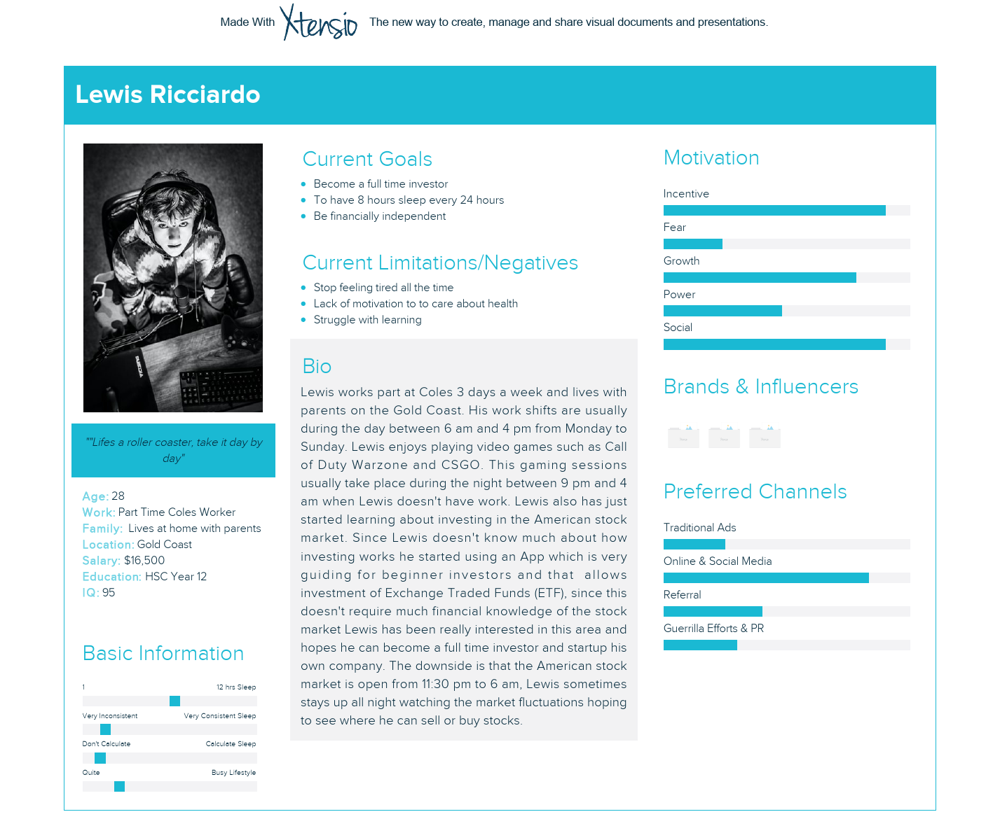 Made With Xtensio The new way to create, manage and share visual documents and presentations.
Lewis Ricciardo
""Lifes a roller coaster, take it day by
day"
Age: 28
Work: Part Time Coles Worker
Family: Lives at home with parents
Location: Gold Coast
Salary: $16,500
Education: HSC Year 12
IQ: 95
Basic Information
1 12 hrs Sleep
Very Inconsistent Very Consistent Sleep
Don't Calculate Calculate Sleep
Quite Busy Lifestyle
Current Goals
Become a full time investor
To have 8 hours sleep every 24 hours
Be financially independent
Current Limitations/Negatives
Stop feeling tired all the time
Lack of motivation to to care about health
Struggle with learning
Bio
Lewis works part at Coles 3 days a week and lives with
parents on the Gold Coast. His work shifts are usually
during the day between 6 am and 4 pm from Monday to
Sunday. Lewis enjoys playing video games such as Call
of Duty Warzone and CSGO. This gaming sessions
usually take place during the night between 9 pm and 4
am when Lewis doesn't have work. Lewis also has just
started learning about investing in the American stock
market. Since Lewis doesn't know much about how
investing works he started using an App which is very
guiding for beginner investors and that allows
investment of Exchange Traded Funds (ETF), since this
doesn't require much financial knowledge of the stock
market Lewis has been really interested in this area and
hopes he can become a full time investor and startup his
own company. The downside is that the American stock
market is open from 11:30 pm to 6 am, Lewis sometimes
stays up all night watching the market fluctuations hoping
to see where he can sell or buy stocks.
Motivation
Incentive
Fear
Growth
Power
Social
Brands & Influencers
Preferred Channels
Traditional Ads
Online & Social Media
Referral
Guerrilla Efforts & PR